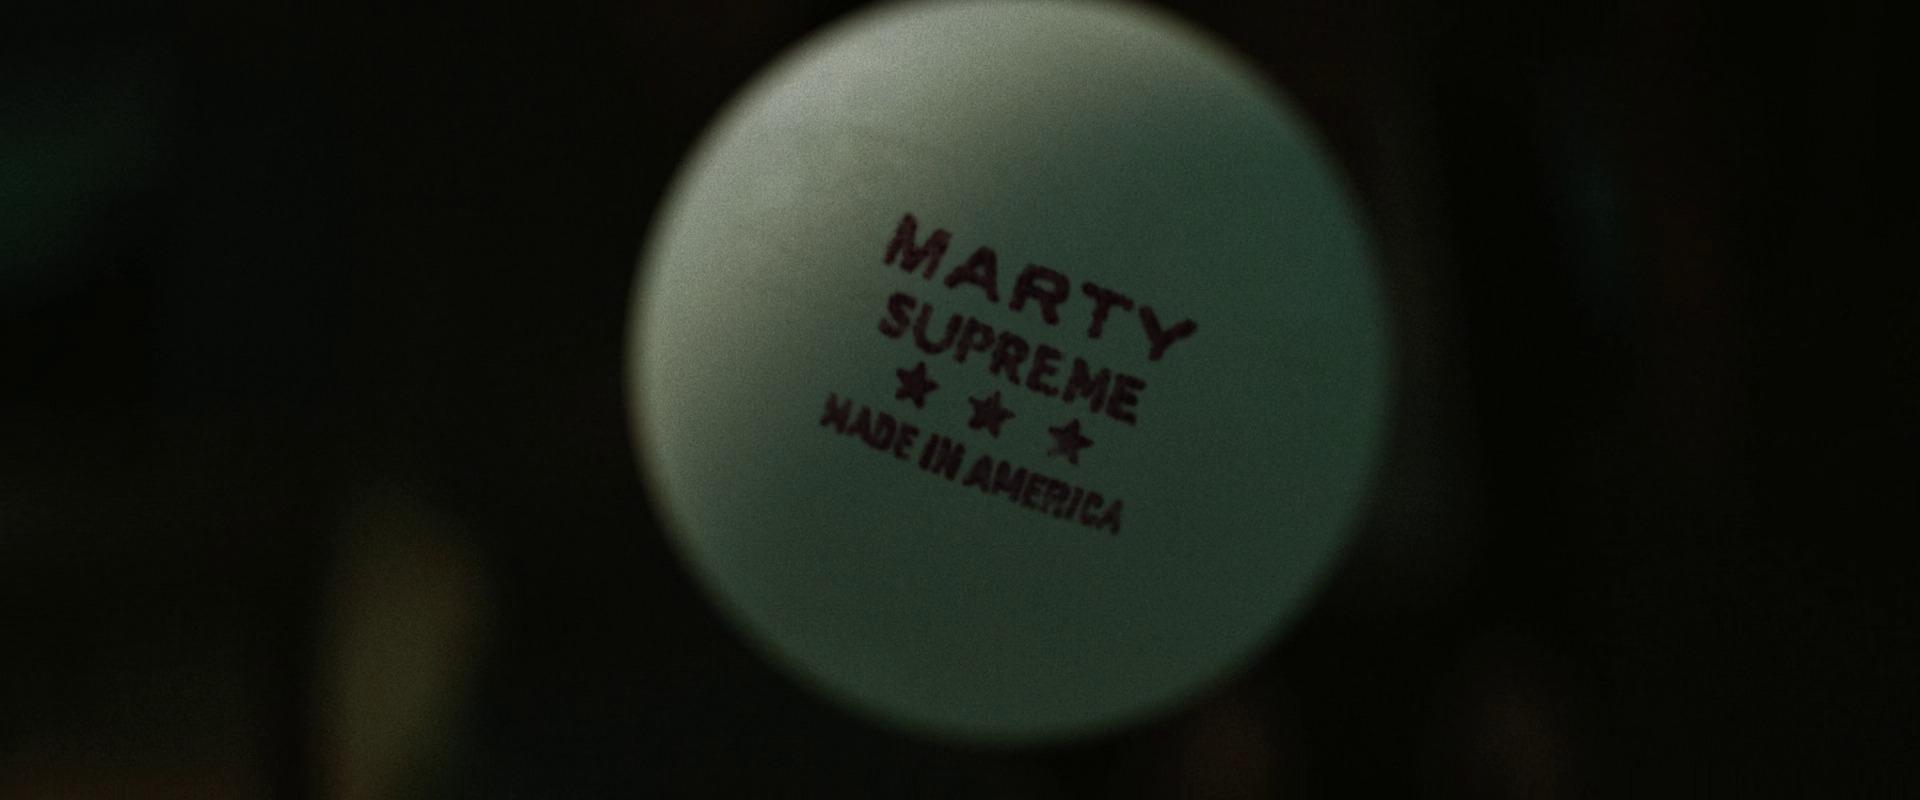 MARTY
SUPREME
★ ★ ★
MADE IN AMERICA